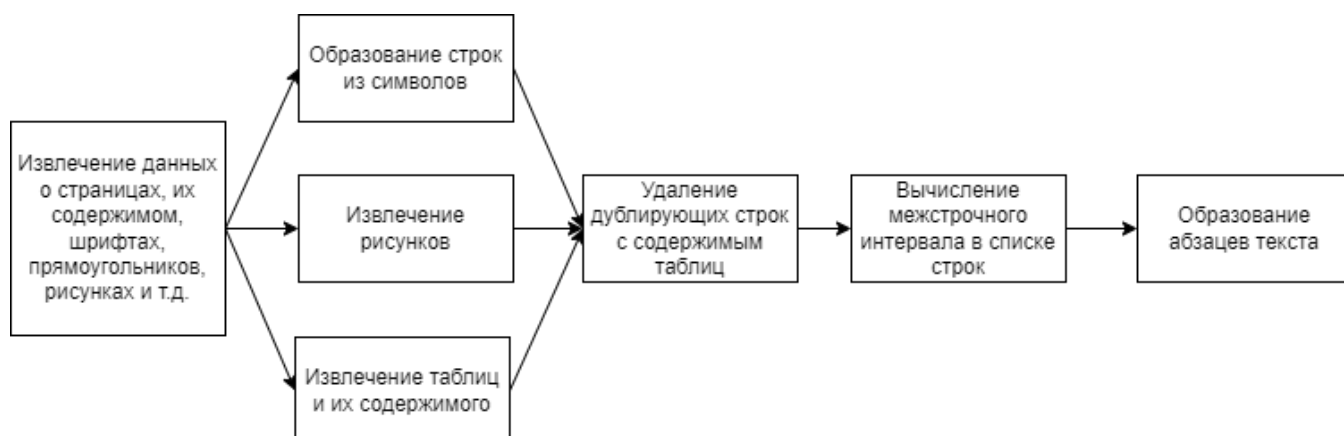 Извлечение данных
о страницах, их
содержимом,
шрифтах,
прямоугольников,
рисунках и т.д.
Образование строк
из символов
Извлечение
рисунков
Извлечение таблиц
и их содержимого
Удаление
дублирующих строк
с содержимым
таблиц
Вычисление
межстрочного
интервала в списке
строк
Образование
абзацев текста